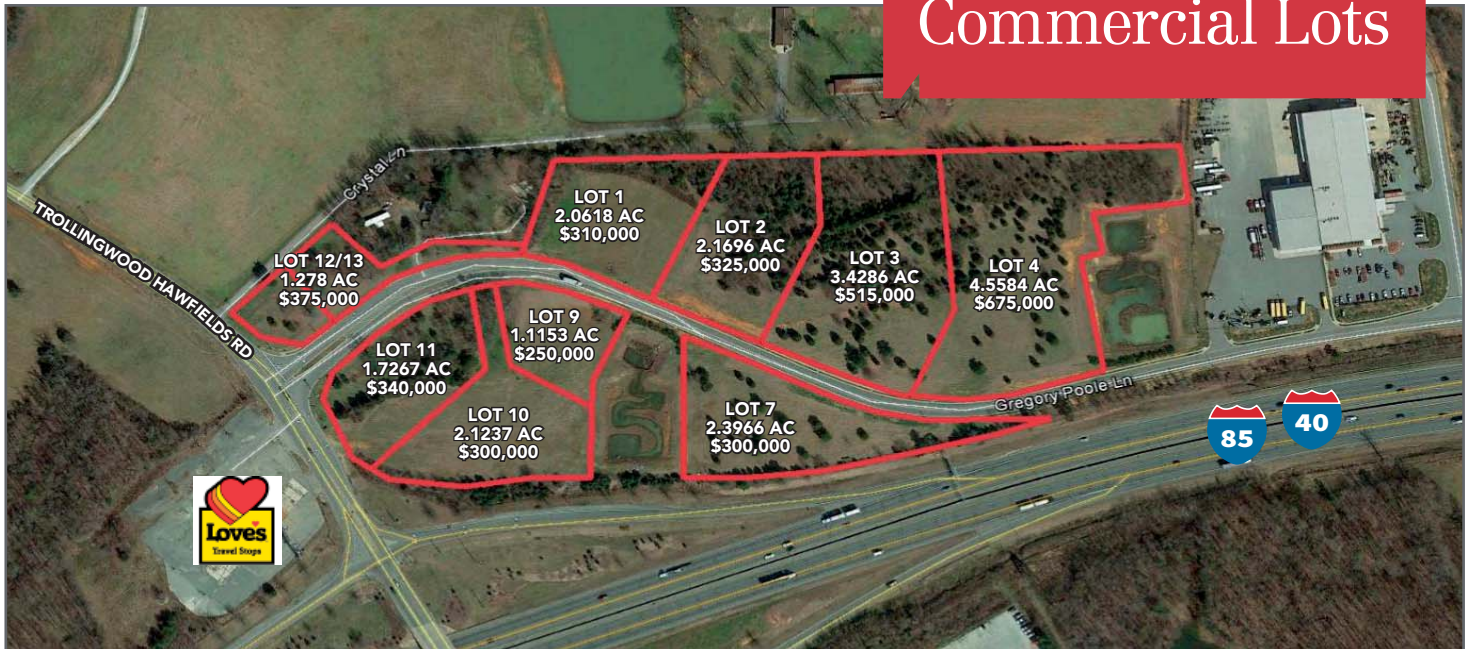 Commercial Lots
Crystal Ln
TROLLINGWOOD HAWFIELDS RD
LOT 1
2.0618 AC
$310,000
LOT 2
2.1696 AC
$325,000
LOT 3
3.4286 AC
$515,000
LOT 4
4.5584 AC
$675,000
LOT 12/13
1.278 AC
$375,000
LOT 11
1.7267 AC
$340,000
LOT 9
1.1153 AC
$250,000
LOT 10
2.1237 AC
$300,000
LOT 7
2.3966 AC
$300,000
Gregory Poole Ln
85
40
Love's
Travel Stops